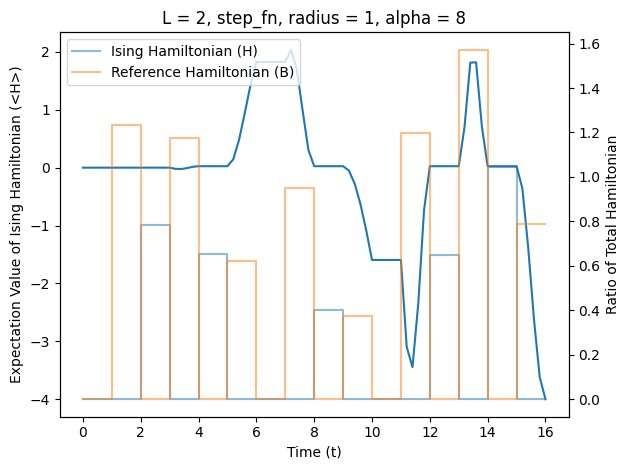 L = 2, step_fn, radius = 1, alpha = 8
Ising Hamiltonian (H)
Reference Hamiltonian (B)
Expectation Value of Ising Hamiltonian (<H>)
2
1
0
−1
−2
−3
−4
1.6
1.4
1.2
1.0
0.8
0.6
0.4
0.2
0.0
Ratio of Total Hamiltonian
0 2 4 6 8 10 12 14 16
Time (t)